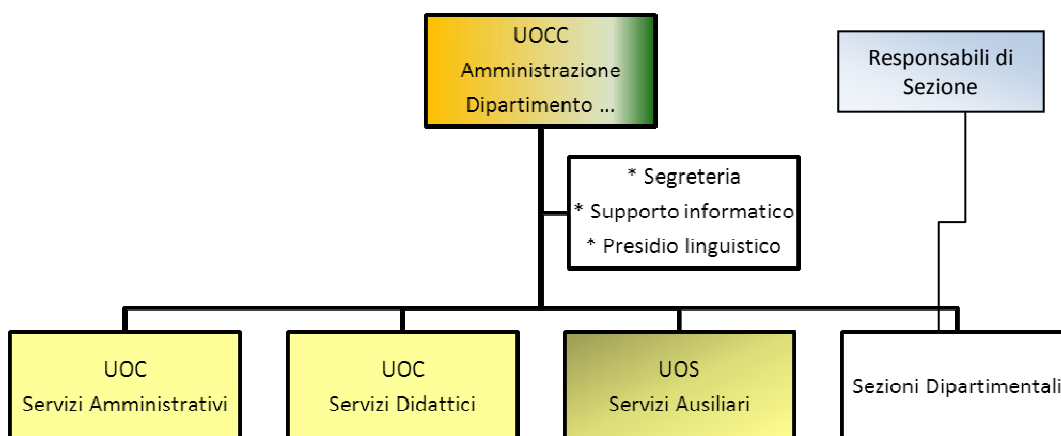 UOCC
Amministrazione
Dipartimento ...
Responsabili di
Sezione
* Segreteria
* Supporto informatico
* Presidio linguistico
UOC
Servizi Amministrativi
UOC
Servizi Didattici
UOS
Servizi Ausiliari
Sezioni Dipartimentali